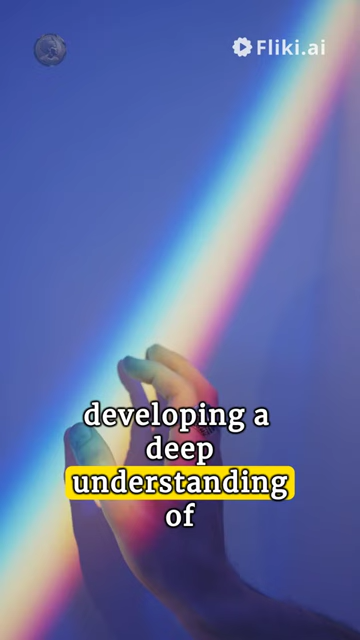 Fliki.ai
developing a
deep
understanding
of